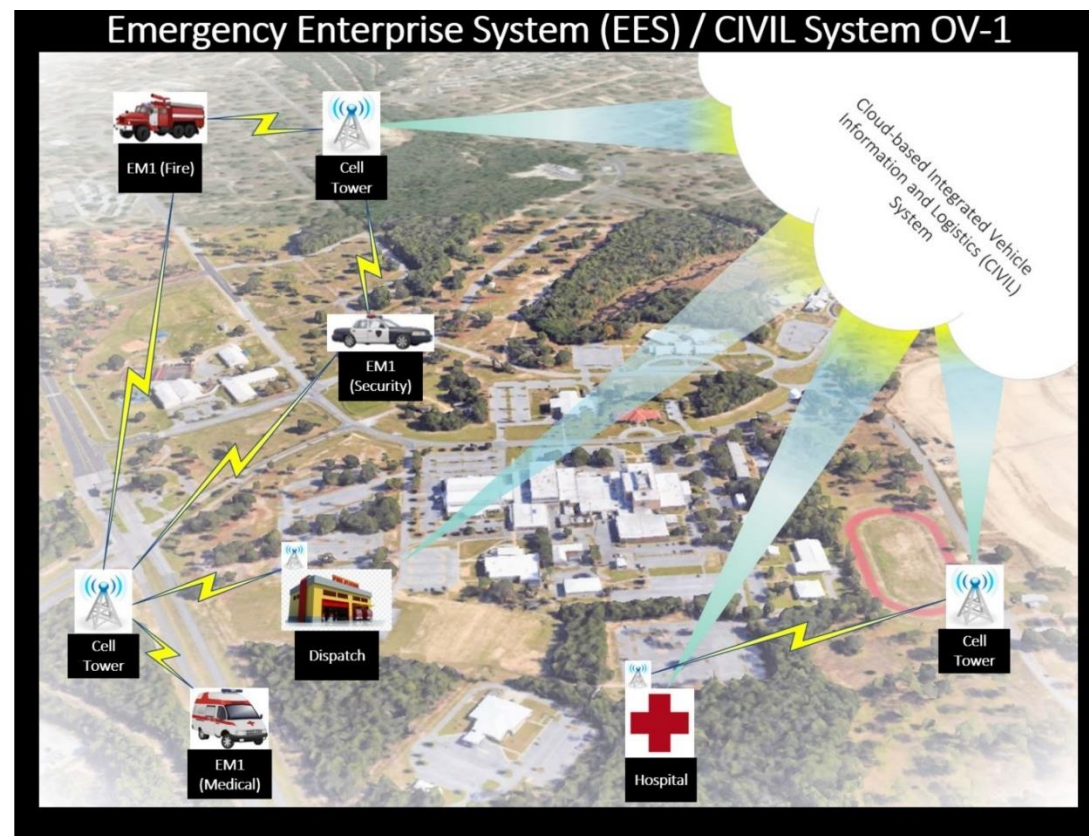 Emergency Enterprise System (EES) / CIVIL System OV-1
Cloud-based Integrated Vehicle
Information and Logistics (CIVIL)
System
EM1 (Fire)
Cell
Tower
EM1
(Security)
Cell
Tower
Dispatch
EM1
(Medical)
Hospital
Cell
Tower